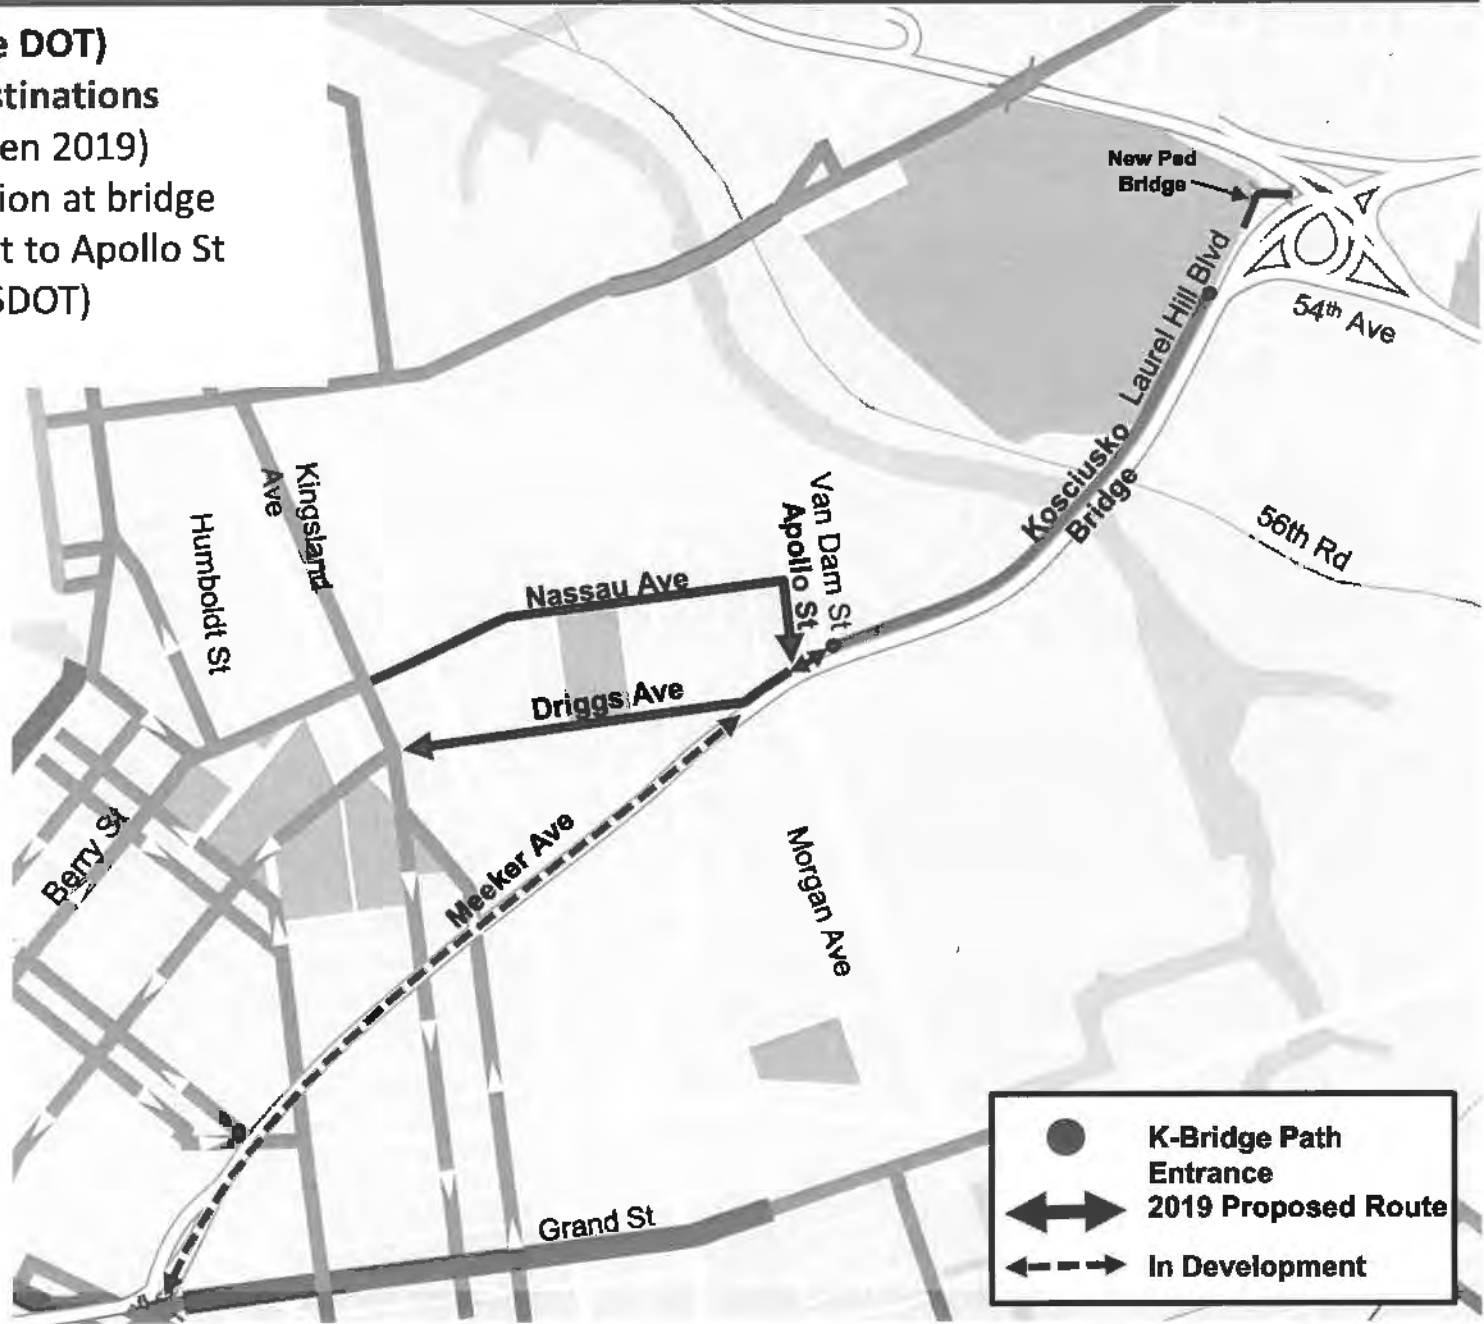 e DOT)
stinations
en 2019)
ion at bridge
t to Apollo St
SDOT)
New Ped
Bridge
Laurel Hill Blvd
54th Ave
Kosciusko
Bridge
56th Rd
Van Dam St
Apollo St
Kingsland
Ave
Humboldt St
Nassau Ave
Driggs Ave
Berry St
Meeker Ave
Morgan Ave
Grand St
K-Bridge Path
Entrance
2019 Proposed Route
In Development